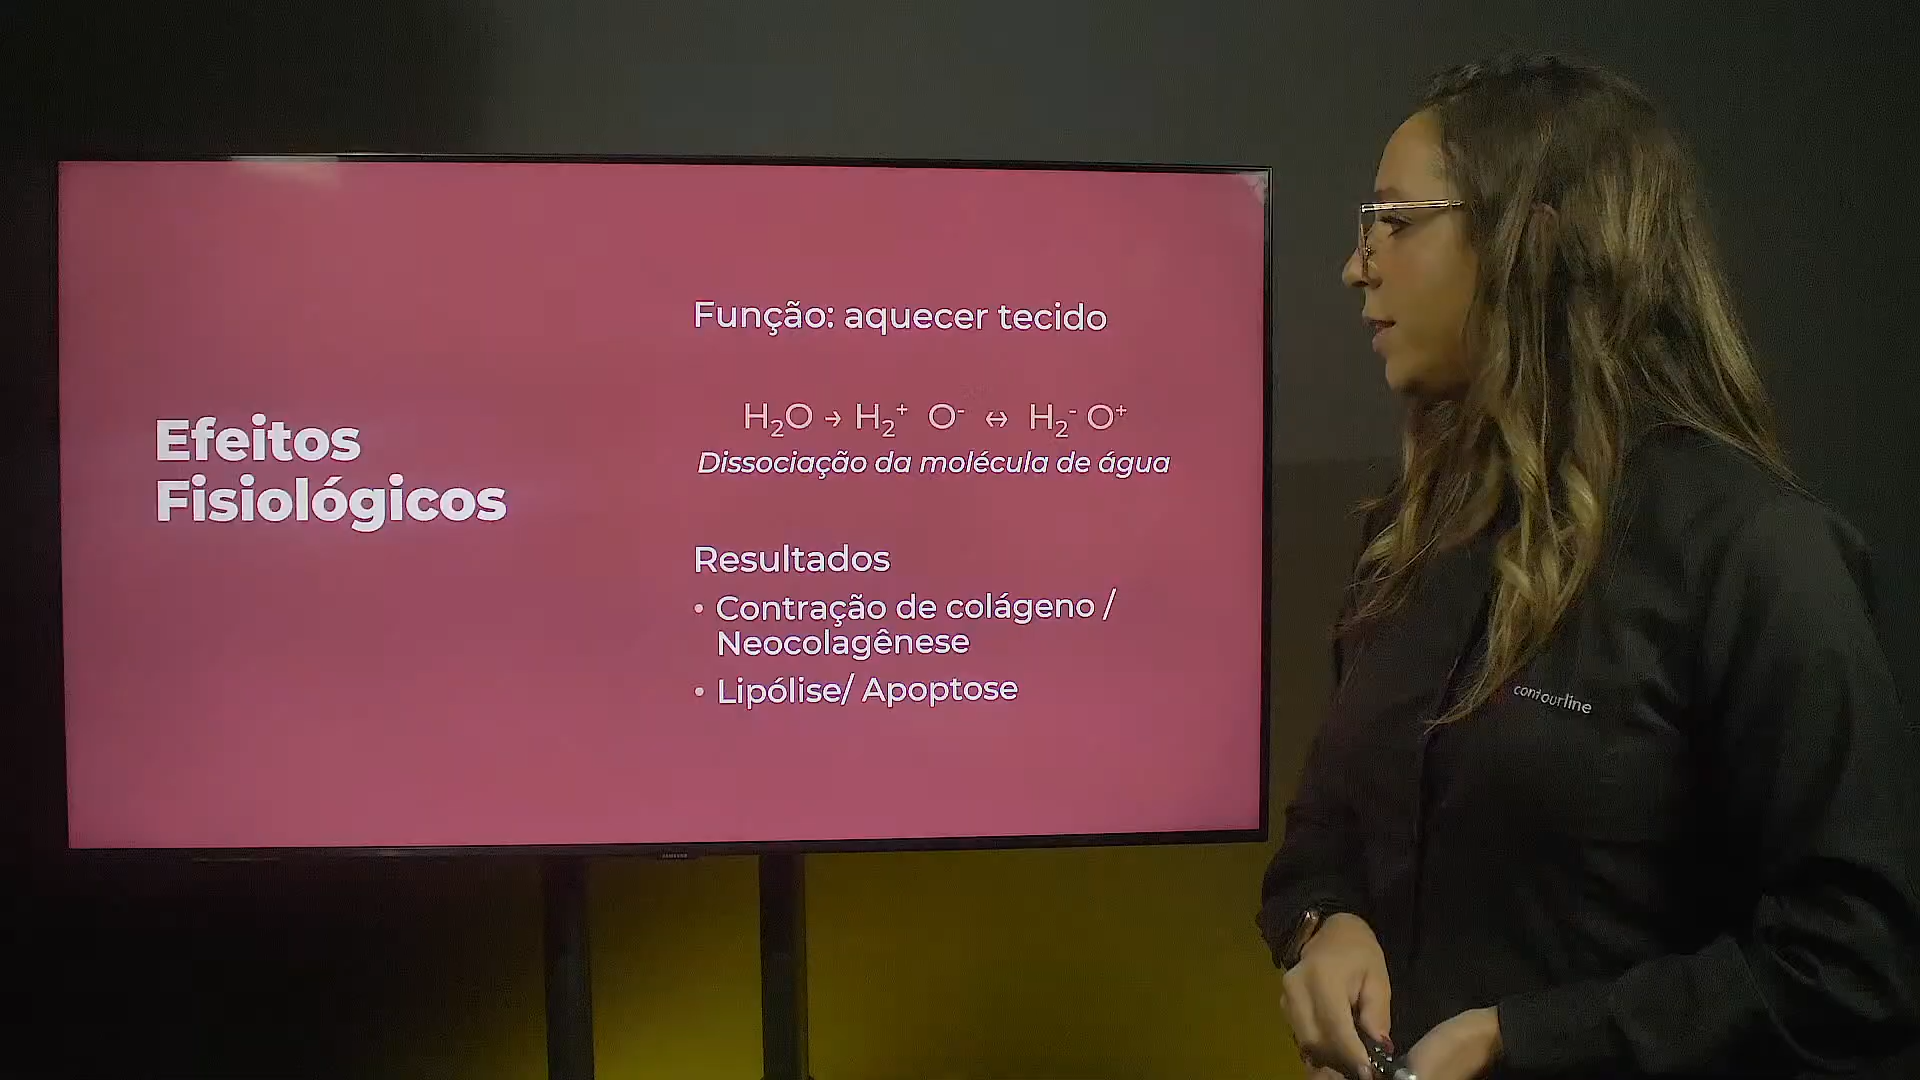 Efeitos
Fisiológicos
Função: aquecer tecido
H₂O → H₂⁺ O⁻ ↔ H₂⁻ O⁺
Dissociação da molécula de água
Resultados
• Contração de colágeno /
Neocolagênese
• Lipólise/ Apoptose
contourline
SAMSUNG